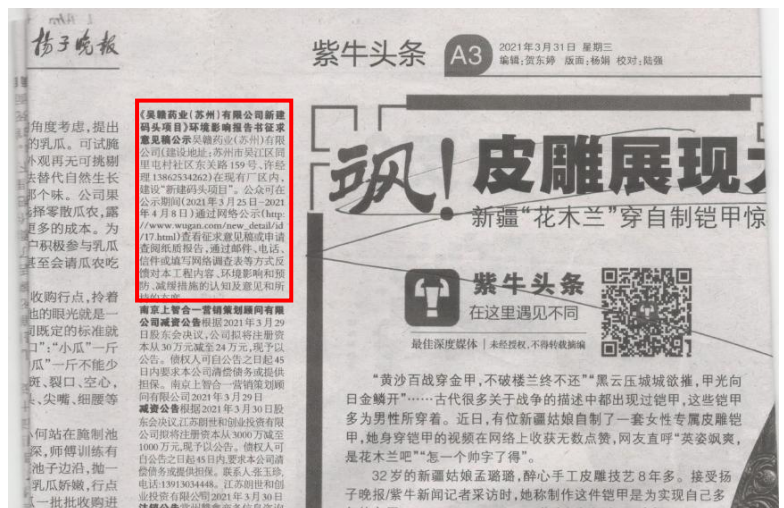 扬子晚报
紫牛头条
A3
2021年3月31日 星期三
编辑:贺东婷 版面:杨娟 校对:陆强
角度考虑，提出
的乳瓜。可试腌
外观再无可挑剔
法替代自然生长
那个味。公司果
选择零散瓜农，露
更多的成本。为
户积极参与乳瓜
甚至会请瓜农吃
收购行点，拎着
他的眼光就是一
司既定的标准就
口”：“小瓜”一斤
瓜”一斤不能少
斑、裂口、空心，
头、尖嘴、细腰等
何站在腌制池
深，师傅训练有
池子边沿，抛一
乳瓜娇嫩，行点
瓜一批批收购进
《吴赣药业(苏州)有限公司新建
码头项目》环境影响报告书征求
意见稿公示吴赣药业(苏州)有限
公司(建设地址:苏州市吴江区同
里屯村社区东关路159号，许经
理13862534262)在现有厂区内，
建设“新建码头项目”。公众可在
公示期间(2021年3月25日-2021
年4月8日)通过网络公示(http:
//www.wugan.com/new_detail/id
/17.html)查看征求意见稿或申请
查阅纸质报告，通过邮件、电话、
信件或填写网络调查表等方式反
馈对本工程内容、环境影响和预
防、减缓措施的认知及意见和所
持的态度
南京上智合一营销策划顾问有限
公司减资公告根据2021年3月29
日股东会决议，公司拟将注册资
本从30万元减至24万元，现予以
公告。债权人可自公告之日起45
日内要求本公司清偿债务或提供
担保。南京上智合一营销策划顾
问有限公司2021年3月29日
减资公告根据2021年3月30日股
东会决议，江苏朗世和创业投资有限
公司拟将注册资本从3000万减至
1000万元，现予以公告。债权人可
自公告之日起45日内，要求本公司清
偿债务或提供担保。联系人:张玉珍，
电话:13913034448。江苏朗世和创
业投资有限公司2021年3月30日
飒！
皮雕展现
新疆“花木兰”穿自制铠甲惊
紫牛头条
在这里遇见不同
最佳深度媒体 | 未经授权，不得转载摘编
“黄沙百战穿金甲，不破楼兰终不还”“黑云压城城欲摧，甲光向
日金鳞开”……古代很多关于战争的描述中都出现过铠甲，这些铠甲
多为男性所穿着。近日，有位新疆姑娘自制了一套女性专属皮雕铠
甲，她身穿铠甲的视频在网络上收获无数点赞，网友直呼“英姿飒爽，
是花木兰吧”“怎一个帅字了得”。
32岁的新疆姑娘孟璐璐，醉心手工皮雕技艺8年多。接受扬
子晚报/紫牛新闻记者采访时，她称制作这件铠甲是为实现自己多